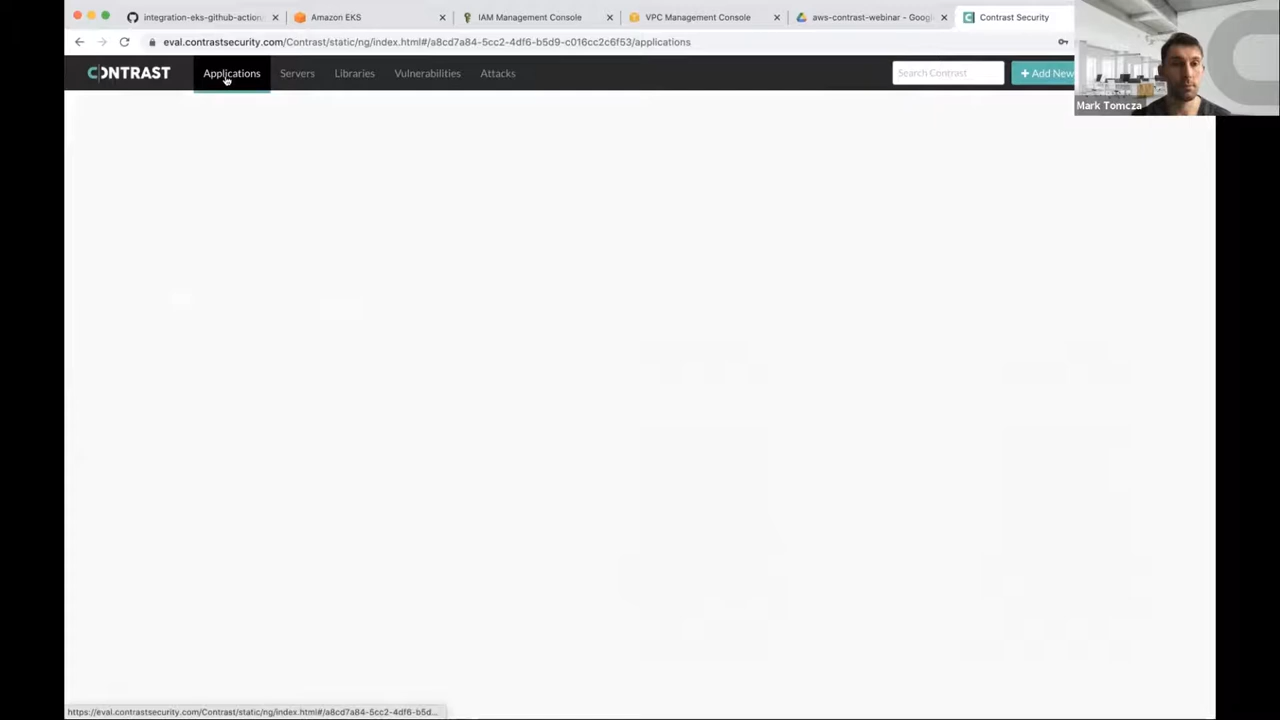 integration-eks-github-action
Amazon EKS
IAM Management Console
VPC Management Console
aws-contrast-webinar - Googl
Contrast Security
eval.contrastsecurity.com/Contrast/static/ng/index.html#/a8cd7a84-5cc2-4df6-b5d9-c016cc2c6f53/applications
CONTRAST
Applications
Servers
Libraries
Vulnerabilities
Attacks
Search Contrast
+ Add New
Mark Tomcza
https://eval.contrastsecurity.com/Contrast/static/ng/index.html#/a8cd7a84-5cc2-4df6-b5d...